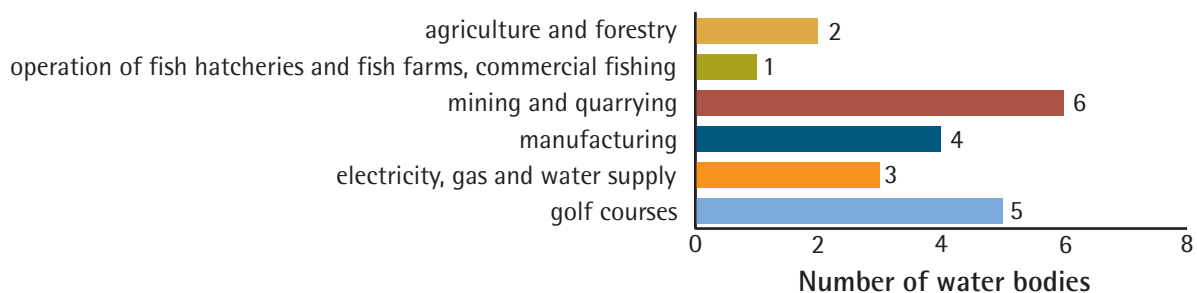 agriculture and forestry 2
operation of fish hatcheries and fish farms, commercial fishing 1
mining and quarrying 6
manufacturing 4
electricity, gas and water supply 3
golf courses 5
0 2 4 6 8
Number of water bodies